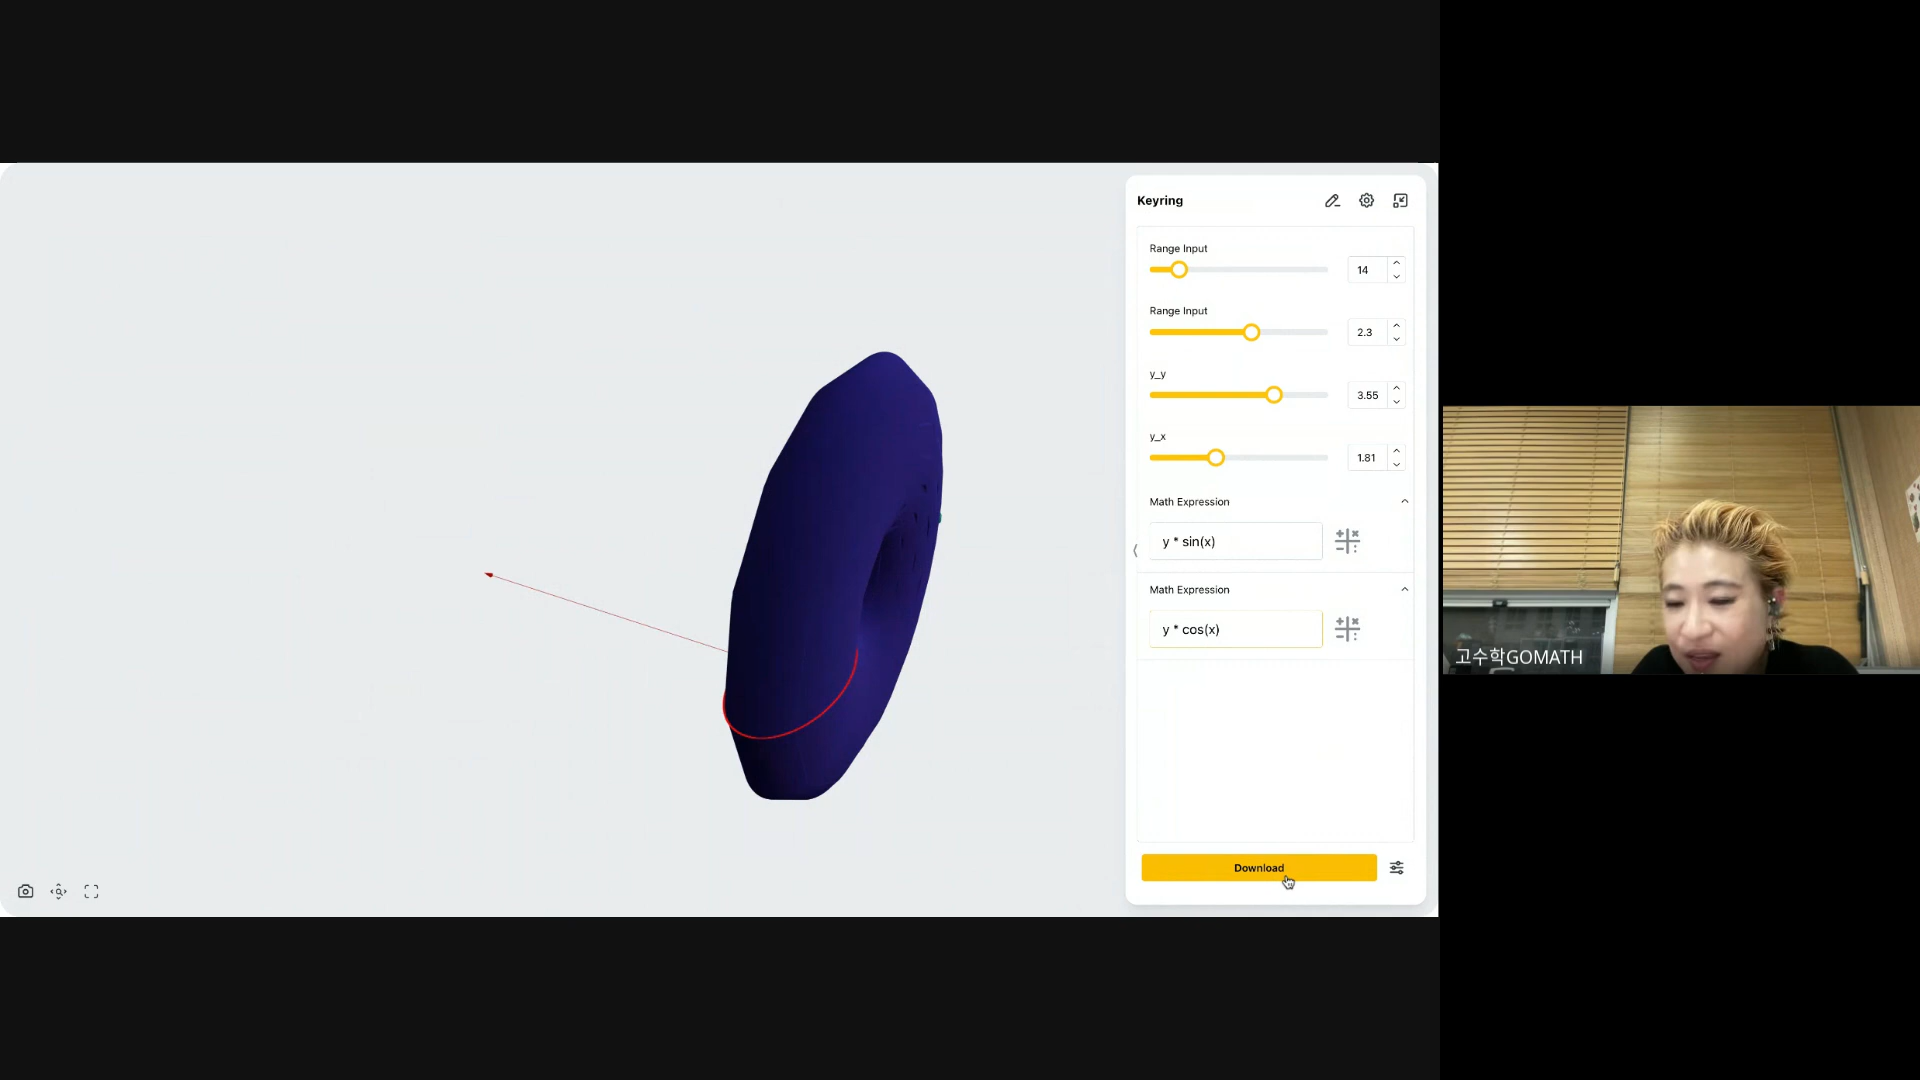 Keyring
Range Input
14
Range Input
2.3
y_y
3.55
y_x
1.81
Math Expression
y * sin(x)
Math Expression
y * cos(x)
Download
고수학GOMATH